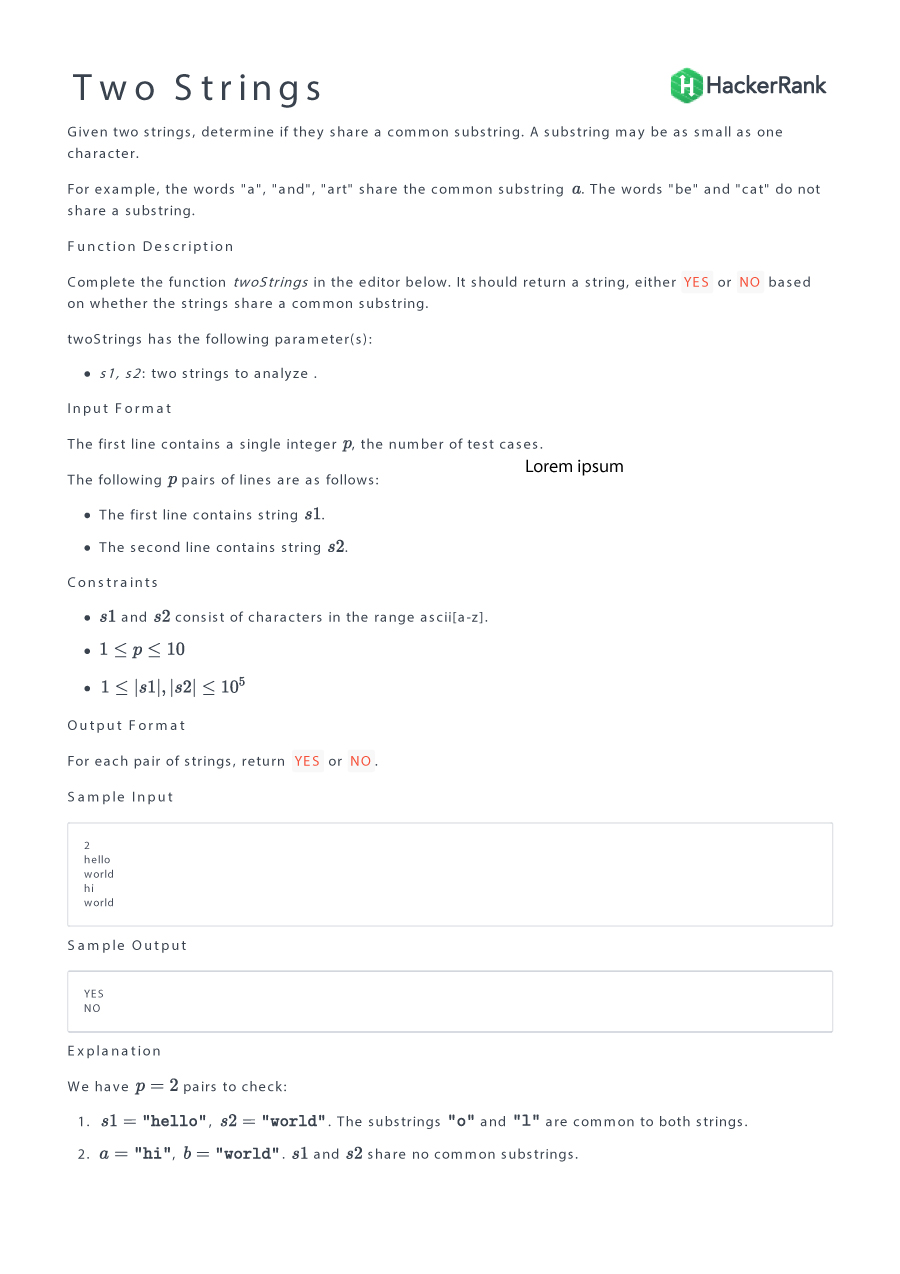 Two Strings
HackerRank
Given two strings, determine if they share a common substring. A substring may be as small as one
character.
For example, the words "a", "and", "art" share the common substring a. The words "be" and "cat" do not
share a substring.
Function Description
Complete the function twoStrings in the editor below. It should return a string, either YES or NO based
on whether the strings share a common substring.
twoStrings has the following parameter(s):
• s1, s2: two strings to analyze .
Input Format
The first line contains a single integer p, the number of test cases.
Lorem ipsum
The following p pairs of lines are as follows:
• The first line contains string s1.
• The second line contains string s2.
Constraints
• s1 and s2 consist of characters in the range ascii[a-z].
• 1 ≤ p ≤ 10
• 1 ≤ |s1|, |s2| ≤ 10⁵
Output Format
For each pair of strings, return YES or NO.
Sample Input
2
hello
world
hi
world
Sample Output
YES
NO
Explanation
We have p = 2 pairs to check:
1. s1 = "hello", s2 = "world". The substrings "o" and "l" are common to both strings.
2. a = "hi", b = "world". s1 and s2 share no common substrings.